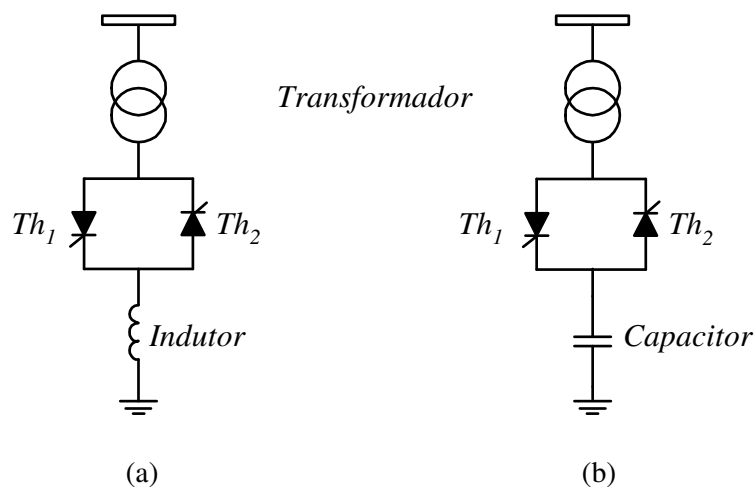 Transformador
Th1 Th2 Th1 Th2
Indutor Capacitor
(a) (b)